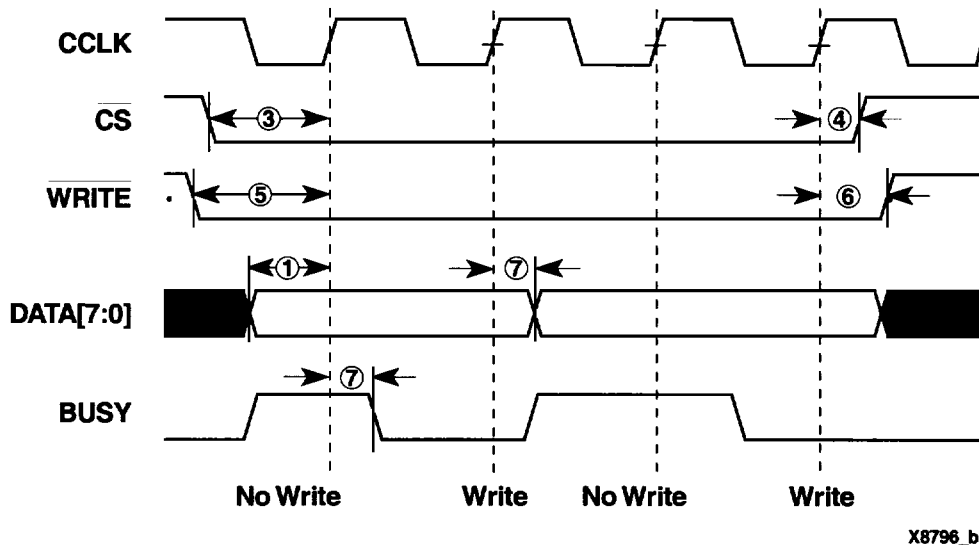 CCLK
CS
③
④
WRITE
⑤
⑥
①
⑦
DATA[7:0]
⑦
BUSY
No Write
Write
No Write
Write
X8796_b